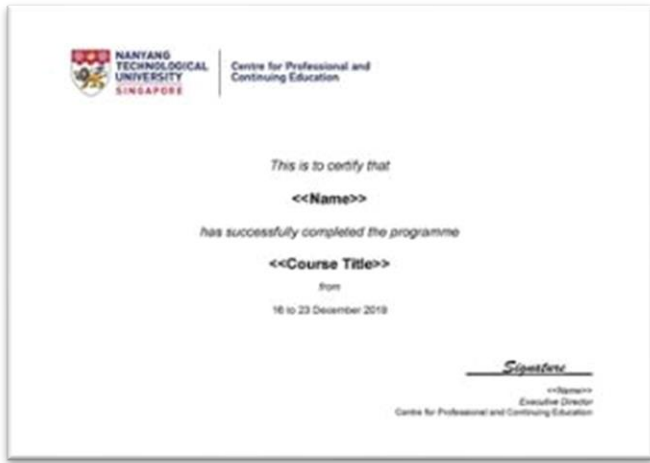 NANYANG
TECHNOLOGICAL
UNIVERSITY
SINGAPORE
Centre for Professional and
Continuing Education
This is to certify that
<<Name>>
has successfully completed the programme
<<Course Title>>
from
16 to 23 December 2019
Signature
<<Name>>
Executive Director
Centre for Professional and Continuing Education